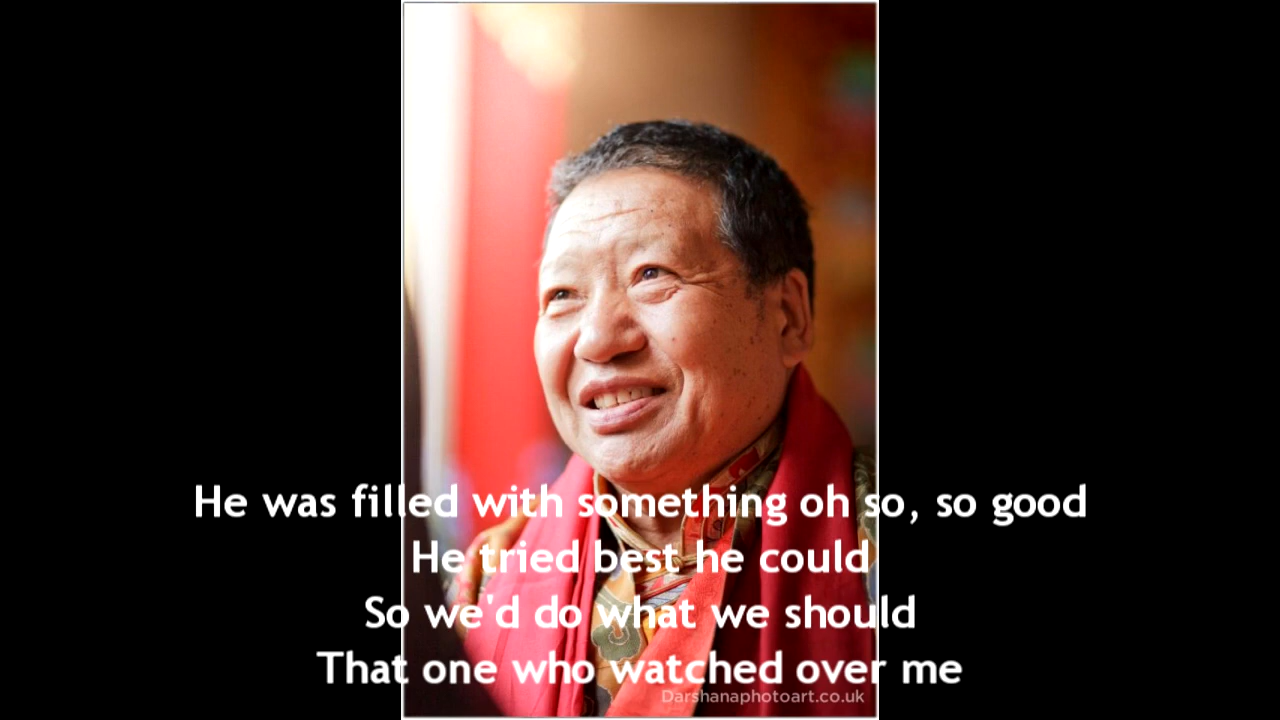 He was filled with something oh so, so good
He tried best he could
So we'd do what we should
That one who watched over me
Darshanaphotoart.co.uk